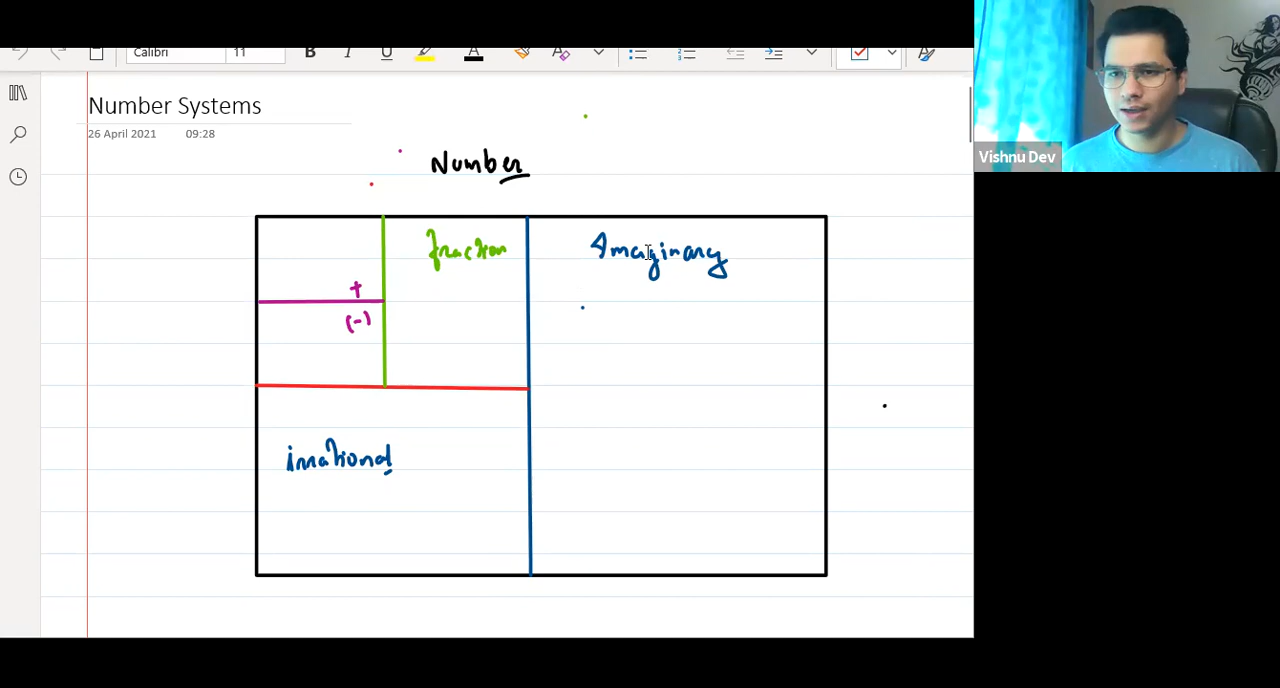 Calibri 11 B I U A
Vishnu Dev
Number Systems
26 April 2021 09:28
Number
fraction
Imaginary
+
(-)
irrational